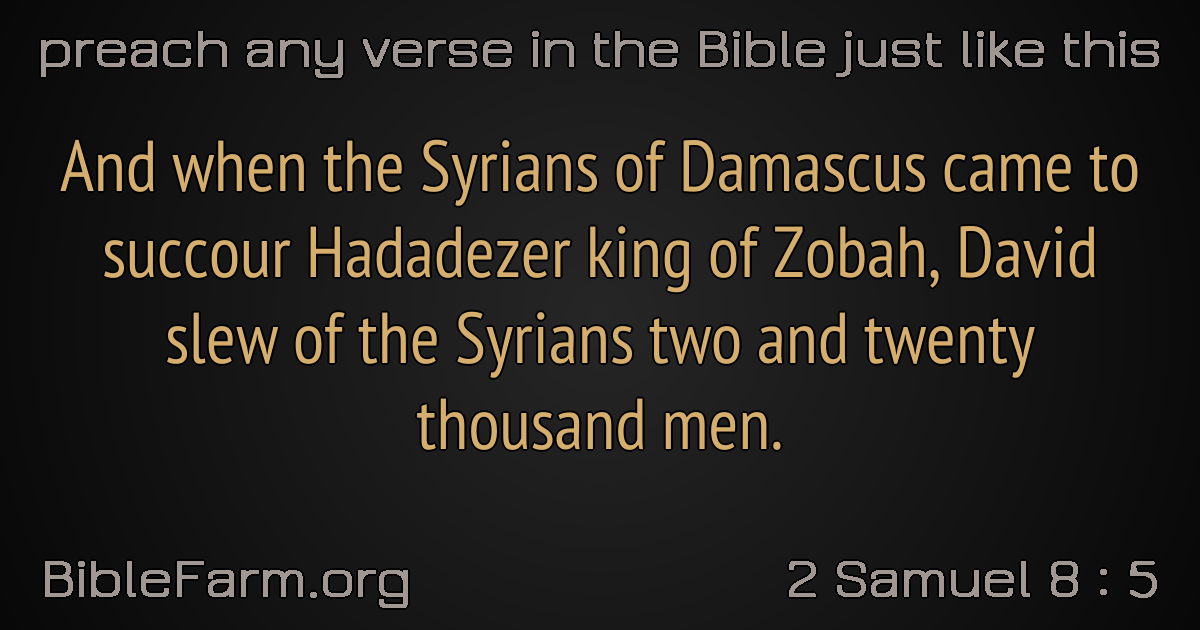 preach any verse in the Bible just like this
And when the Syrians of Damascus came to
succour Hadadezer king of Zobah, David
slew of the Syrians two and twenty
thousand men.
BibleFarm.org
2 Samuel 8 : 5